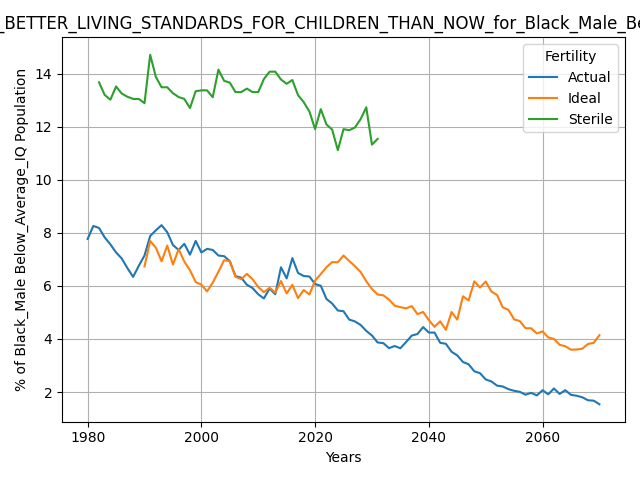 _BETTER_LIVING_STANDARDS_FOR_CHILDREN_THAN_NOW_for_Black_Male_Be
Fertility
Actual
Ideal
Sterile
% of Black_Male Below_Average_IQ Population
14
12
10
8
6
4
2
1980
2000
2020
2040
2060
Years